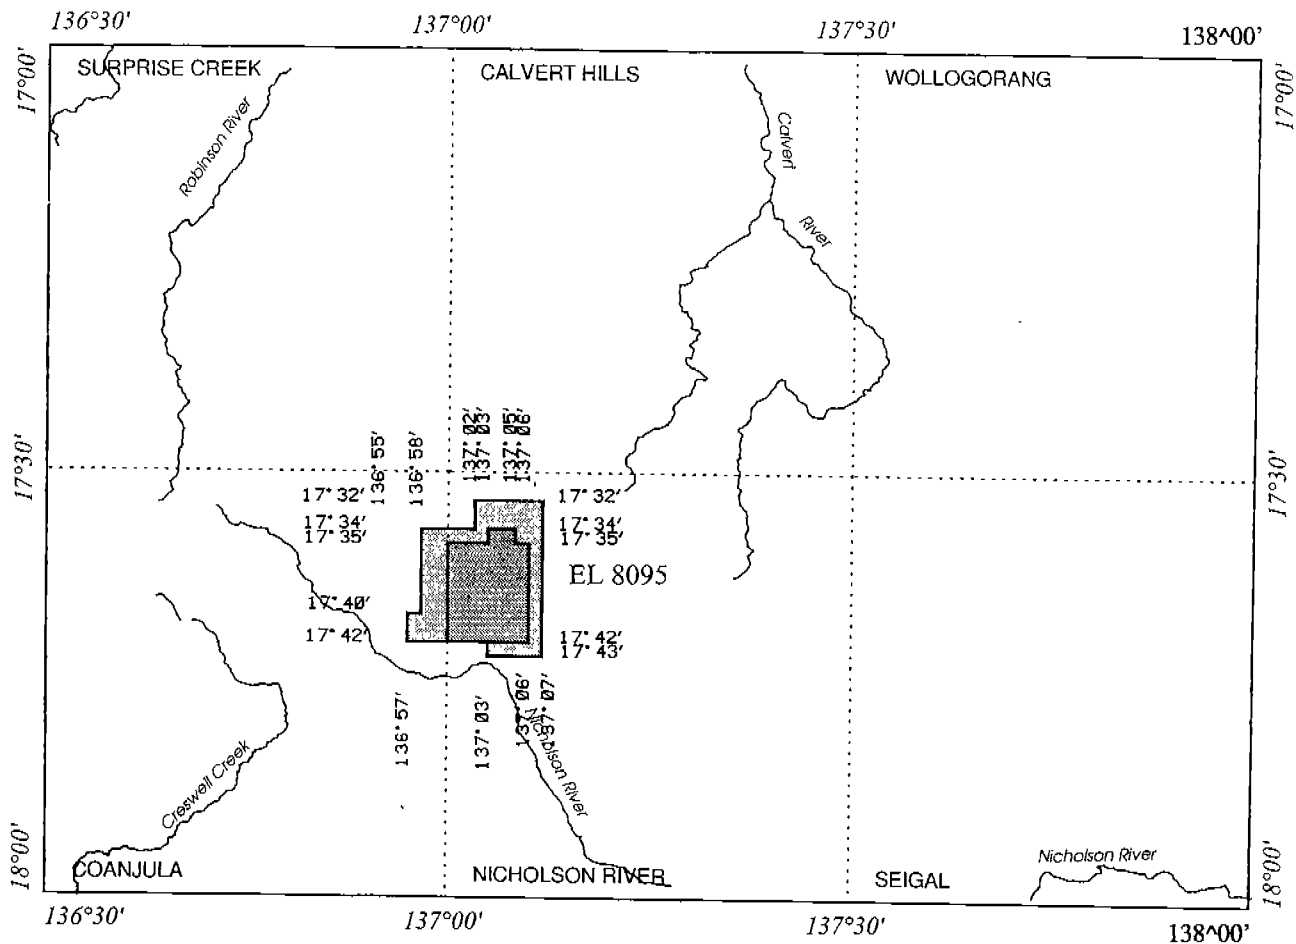 136°30'
137°00'
137°30'
138^00'
17°00'
17°00'
SURPRISE CREEK
CALVERT HILLS
WOLLOGORANG
Robinson River
Calvert
River
17°30'
17°30'
136° 55'
136° 58'
137° 02'
137° 03'
137° 05'
137° 06'
17° 32'
17° 32'
17° 34'
17° 34'
17° 35'
17° 35'
EL 8095
17° 40'
17° 42'
17° 42'
17° 43'
136° 57'
137° 03'
137° 06'
137° 07'
Nicholson River
Creswell Creek
COANJULA
NICHOLSON RIVER
SEIGAL
Nicholson River
18°00'
18°00'
136°30'
137°00'
137°30'
138^00'